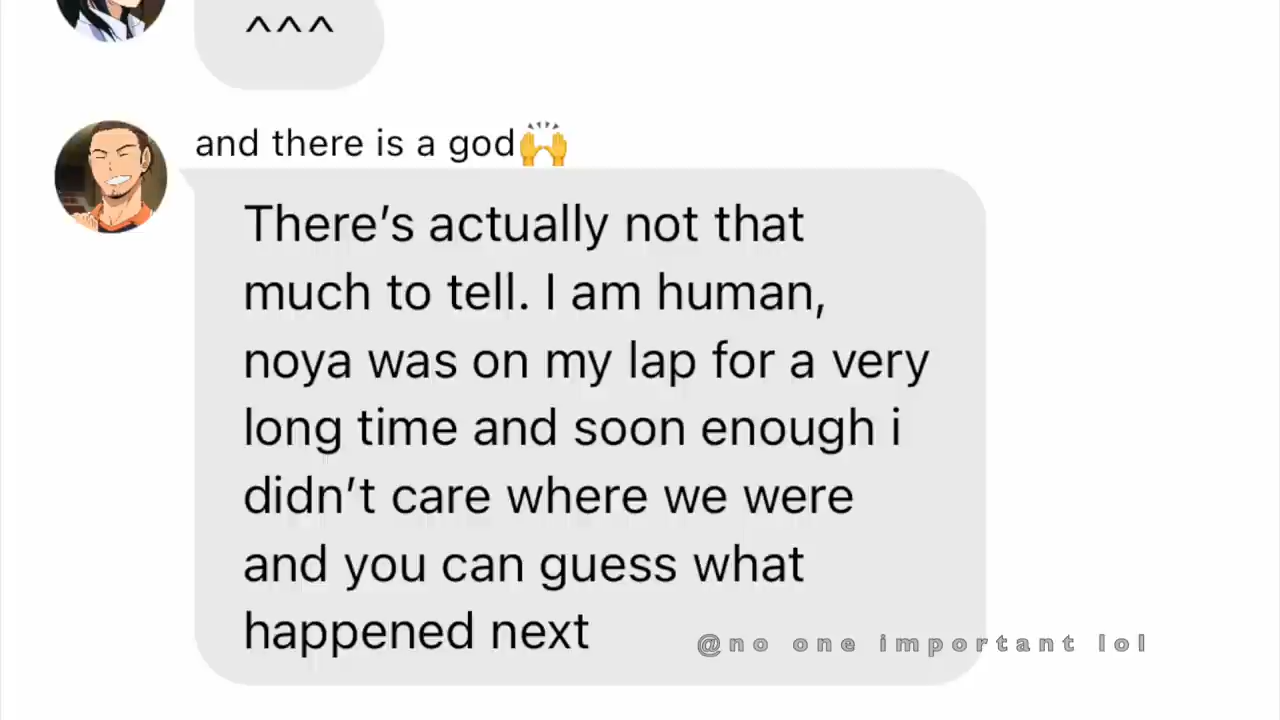 ^^^
and there is a god🙌
There’s actually not that
much to tell. I am human,
noya was on my lap for a very
long time and soon enough i
didn’t care where we were
and you can guess what
happened next
@no one important lol